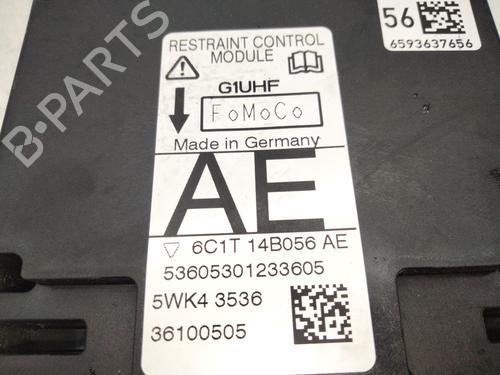 56
6593637656
RESTRAINT CONTROL
MODULE
G1UHF
FoMoCo
Made in Germany
AE
6C1T 14B056 AE
53605301233605
5WK4 3536
36100505
B-PARTS